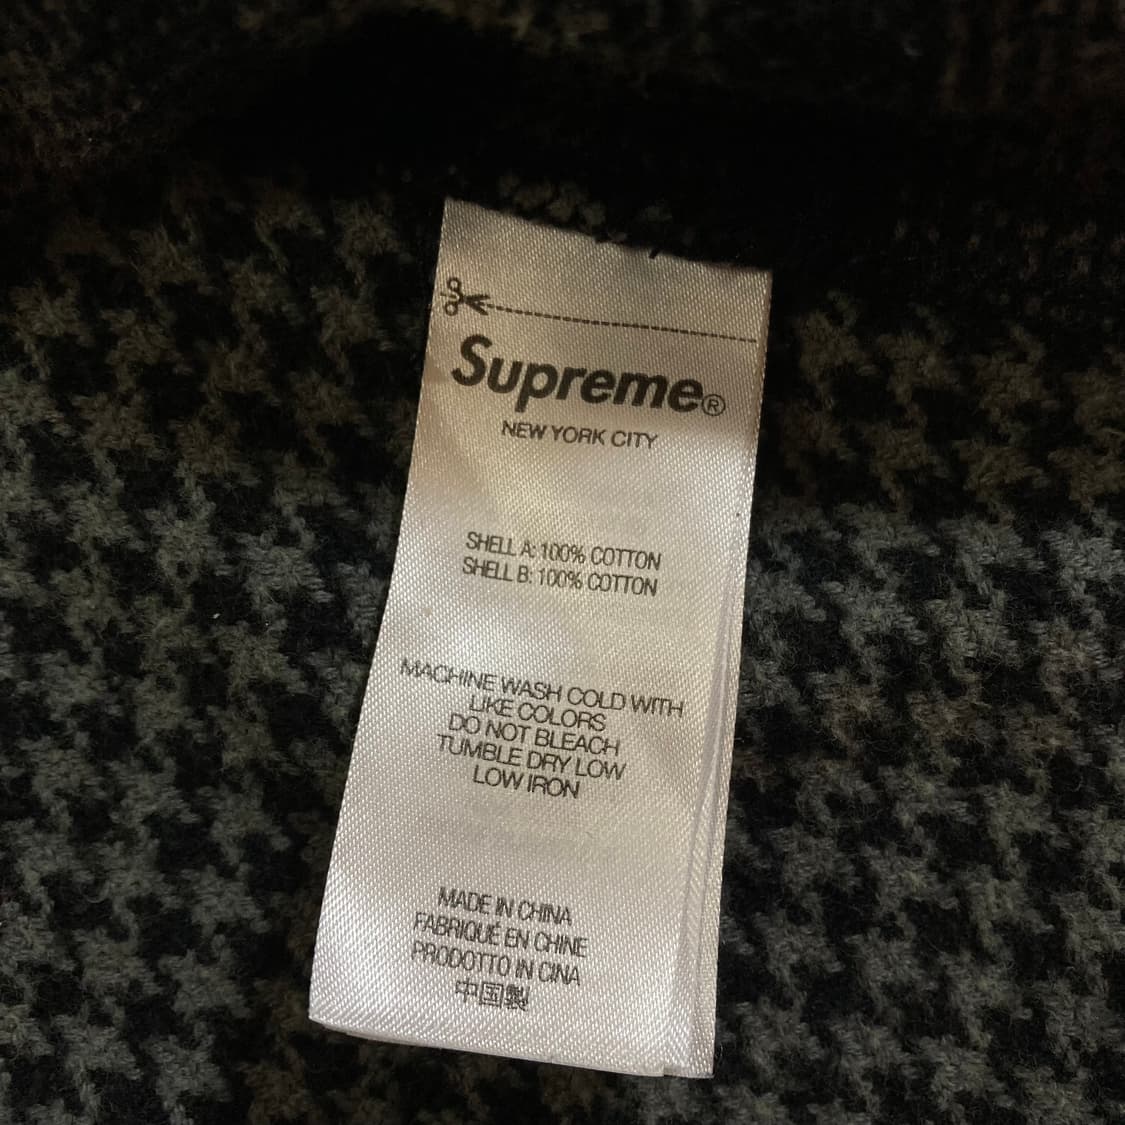 Supreme®
NEW YORK CITY
SHELL A: 100% COTTON
SHELL B: 100% COTTON
MACHINE WASH COLD WITH
LIKE COLORS
DO NOT BLEACH
TUMBLE DRY LOW
LOW IRON
MADE IN CHINA
FABRIQUÉ EN CHINE
PRODOTTO IN CINA
中国製